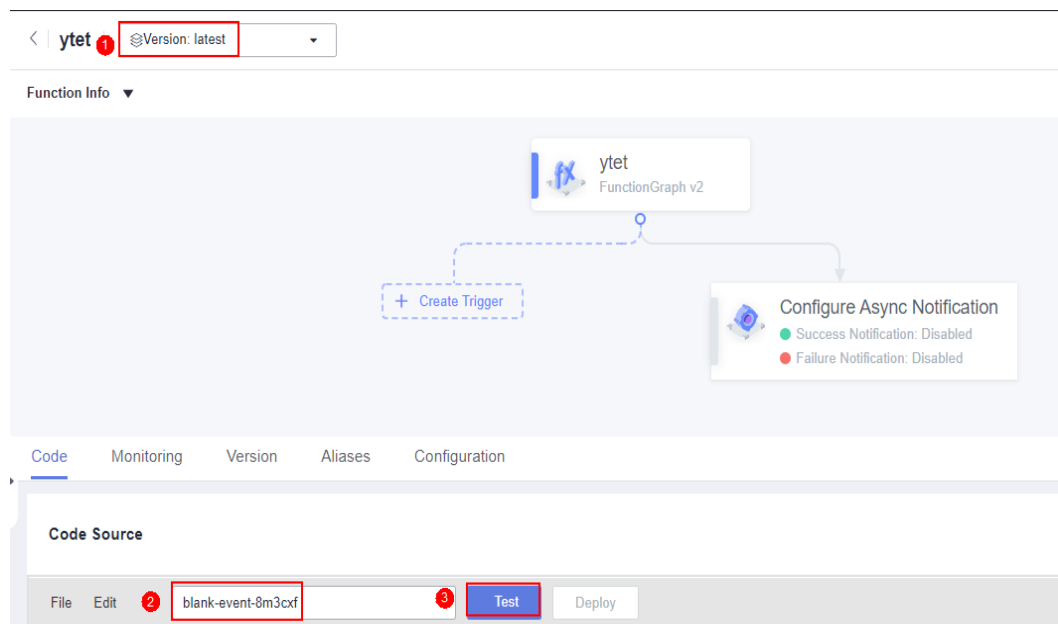 ytet 1 Version: latest
Function Info
ytet
FunctionGraph v2
+ Create Trigger
Configure Async Notification
Success Notification: Disabled
Failure Notification: Disabled
Code Monitoring Version Aliases Configuration
Code Source
File Edit 2 blank-event-8m3cxf 3 Test Deploy